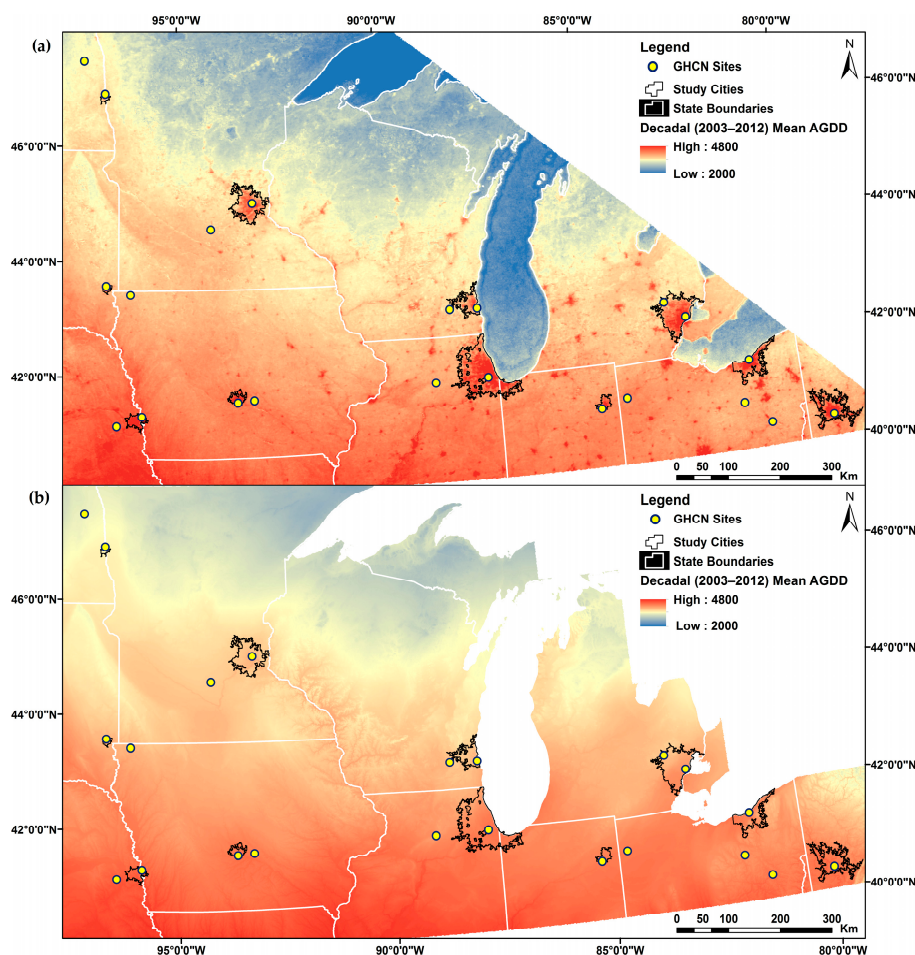 95°0'0"W 90°0'0"W 85°0'0"W 80°0'0"W
(a)
Legend
GHCN Sites
Study Cities
State Boundaries
Decadal (2003–2012) Mean AGDD
High : 4800
Low : 2000
N
46°0'0"N
44°0'0"N
42°0'0"N
46°0'0"N
44°0'0"N
42°0'0"N
40°0'0"N
0 50 100 200 300
Km
(b)
Legend
GHCN Sites
Study Cities
State Boundaries
Decadal (2003–2012) Mean AGDD
High : 4800
Low : 2000
N
46°0'0"N
44°0'0"N
42°0'0"N
46°0'0"N
44°0'0"N
42°0'0"N
40°0'0"N
0 50 100 200 300
Km
95°0'0"W 90°0'0"W 85°0'0"W 80°0'0"W